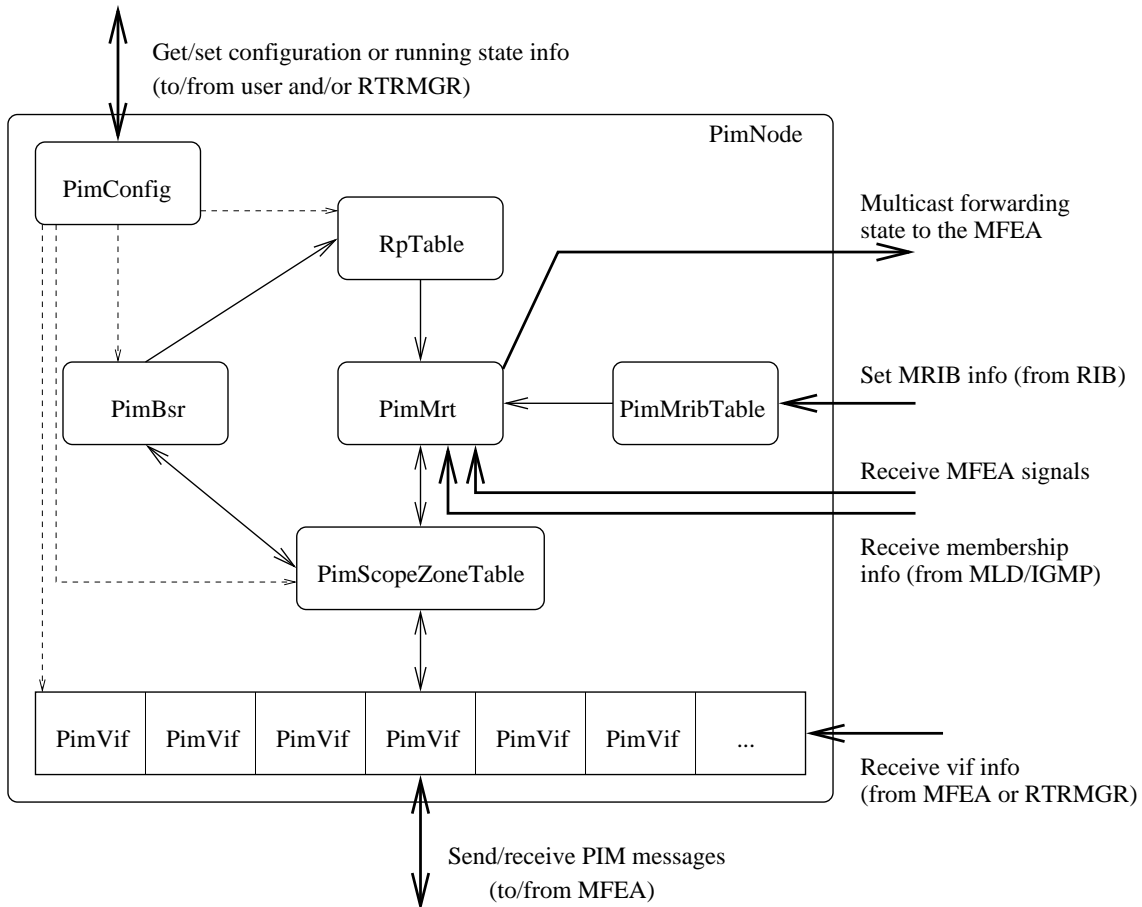 Get/set configuration or running state info
(to/from user and/or RTRMGR)
PimNode
PimConfig
RpTable
Multicast forwarding
state to the MFEA
PimBsr
PimMrt
PimMribTable
Set MRIB info (from RIB)
Receive MFEA signals
Receive membership
info (from MLD/IGMP)
PimScopeZoneTable
PimVif PimVif PimVif PimVif PimVif PimVif ...
Receive vif info
(from MFEA or RTRMGR)
Send/receive PIM messages
(to/from MFEA)